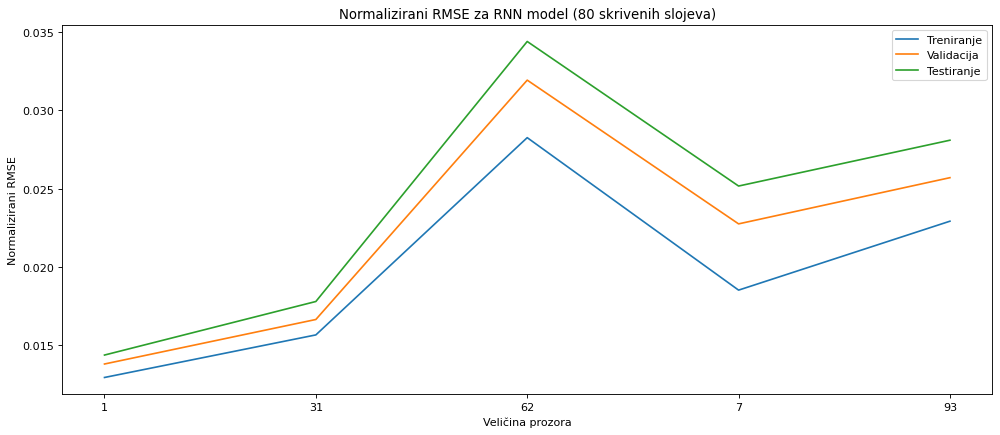 Normalizirani RMSE za RNN model (80 skrivenih slojeva)
0.035
0.030
0.025
0.020
0.015
Normalizirani RMSE
Treniranje
Validacija
Testiranje
1 31 62 7 93
Veličina prozora